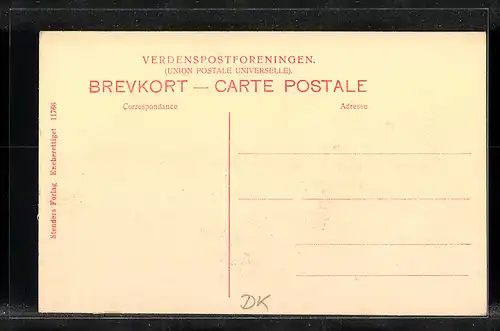 VERDENSPOSTFORENINGEN.
(UNION POSTALE UNIVERSELLE).
BREVKORT — CARTE POSTALE
Correspondance
Adresse
Stenders Forlag Eneberettiget 11766
DK